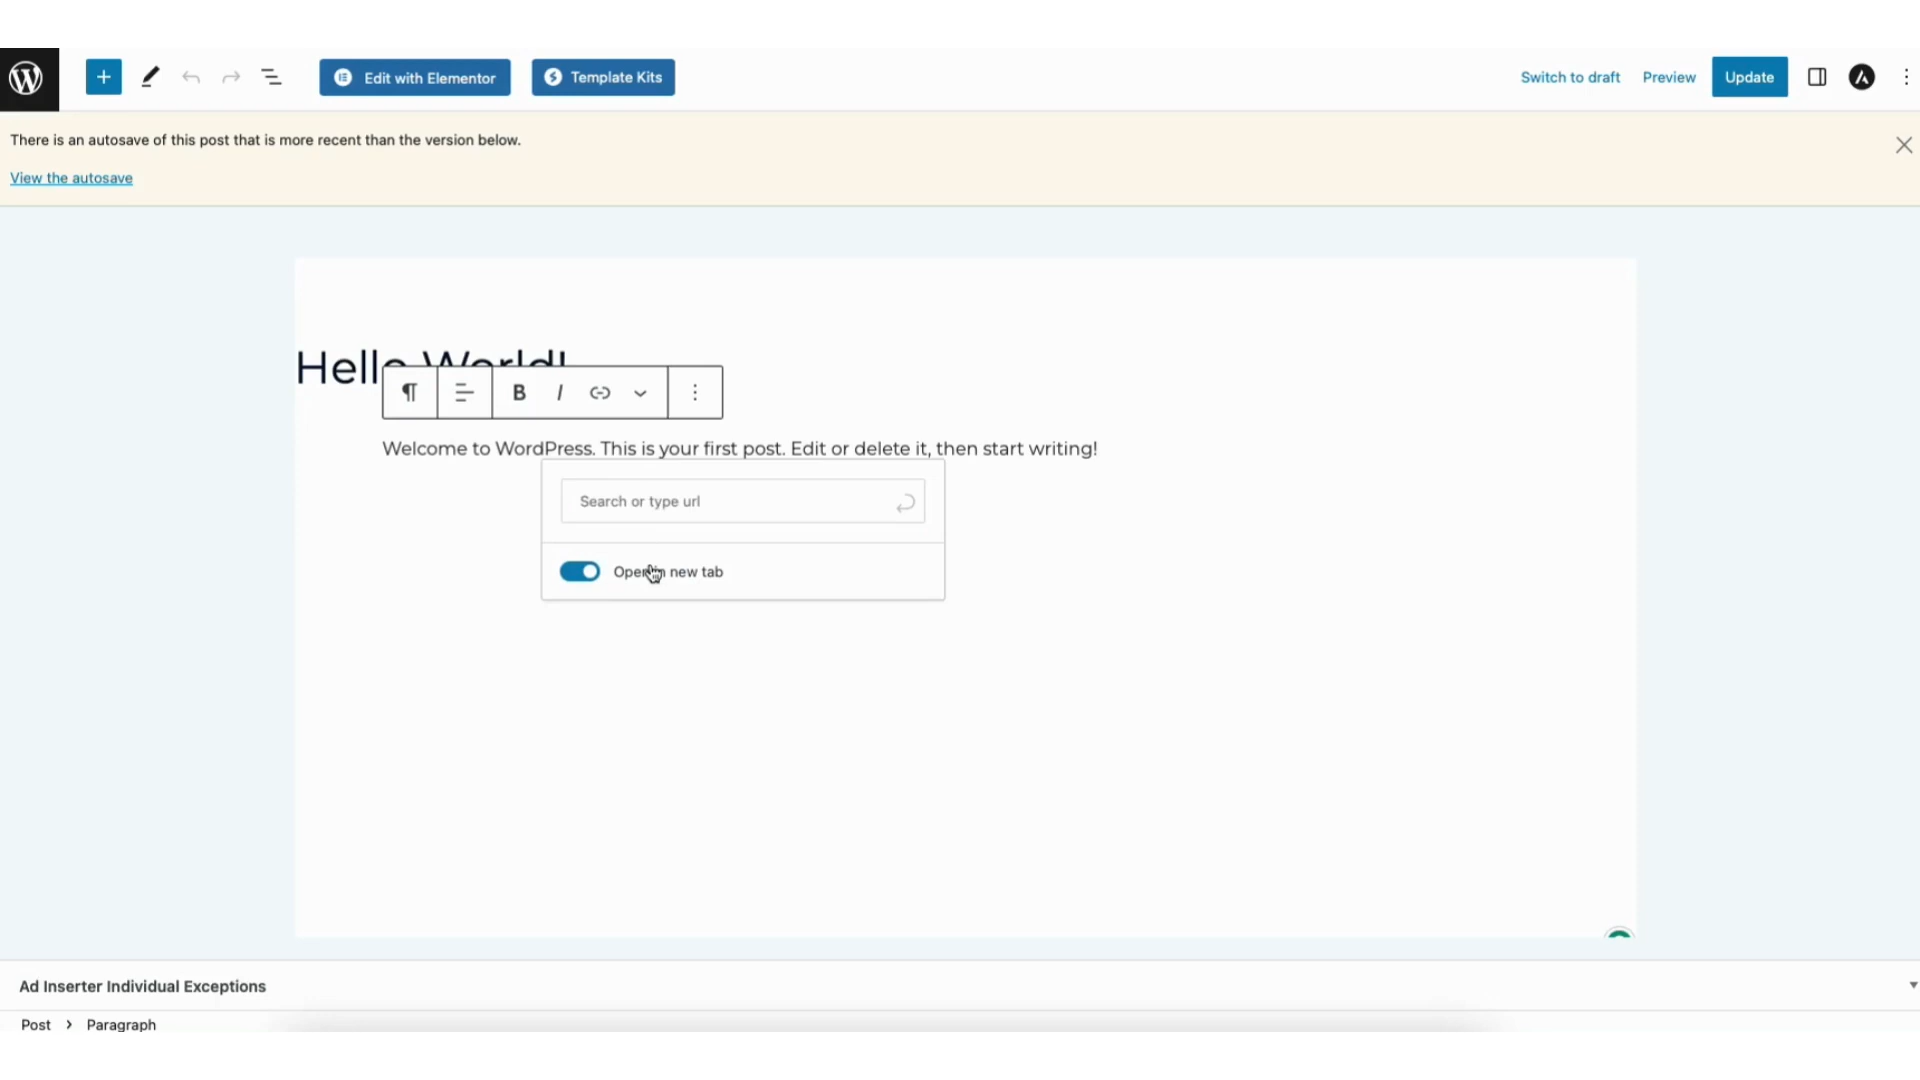 Edit with Elementor
Template Kits
Switch to draft
Preview
Update
There is an autosave of this post that is more recent than the version below.
View the autosave
Hello World!
B I
Welcome to WordPress. This is your first post. Edit or delete it, then start writing!
Search or type url
Open in new tab
Ad Inserter Individual Exceptions
Post > Paragraph